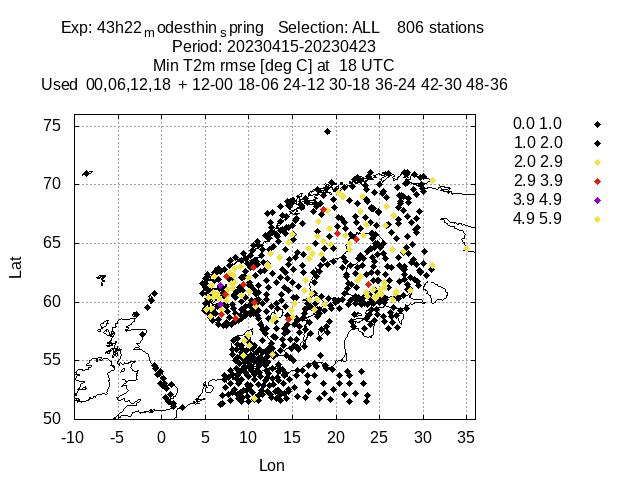 Exp: 43h22modesthinspring   Selection: ALL    806 stations
Period: 20230415-20230423
Min T2m rmse [deg C] at  18 UTC
Used  00,06,12,18  + 12-00 18-06 24-12 30-18 36-24 42-30 48-36
0.0 1.0
1.0 2.0
2.0 2.9
2.9 3.9
3.9 4.9
4.9 5.9
75
70
65
60
55
50
Lat
-10 -5 0 5 10 15 20 25 30 35
Lon